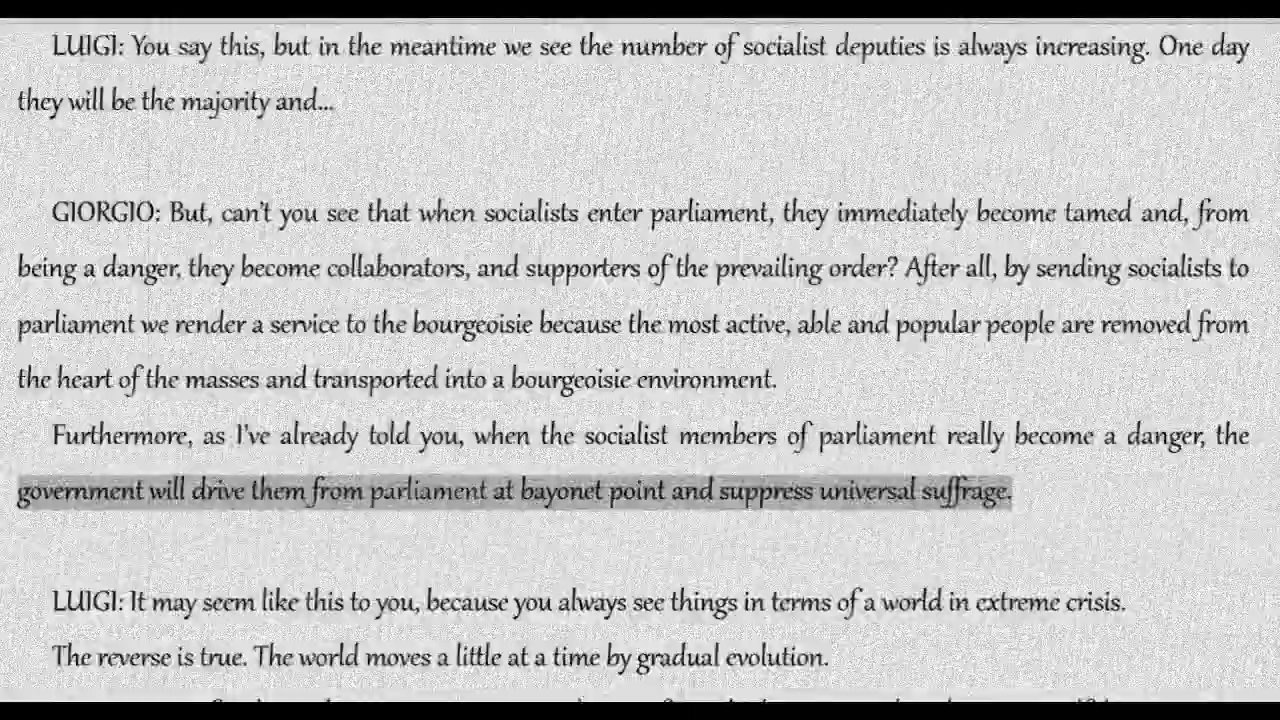 LUIGI: You say this, but in the meantime we see the number of socialist deputies is always increasing. One day
they will be the majority and...
GIORGIO: But, can't you see that when socialists enter parliament, they immediately become tamed and, from
being a danger, they become collaborators, and supporters of the prevailing order? After all, by sending socialists to
parliament we render a service to the bourgeoisie because the most active, able and popular people are removed from
the heart of the masses and transported into a bourgeoisie environment.
Furthermore, as I've already told you, when the socialist members of parliament really become a danger, the
government will drive them from parliament at bayonet point and suppress universal suffrage.
LUIGI: It may seem like this to you, because you always see things in terms of a world in extreme crisis.
The reverse is true. The world moves a little at a time by gradual evolution.